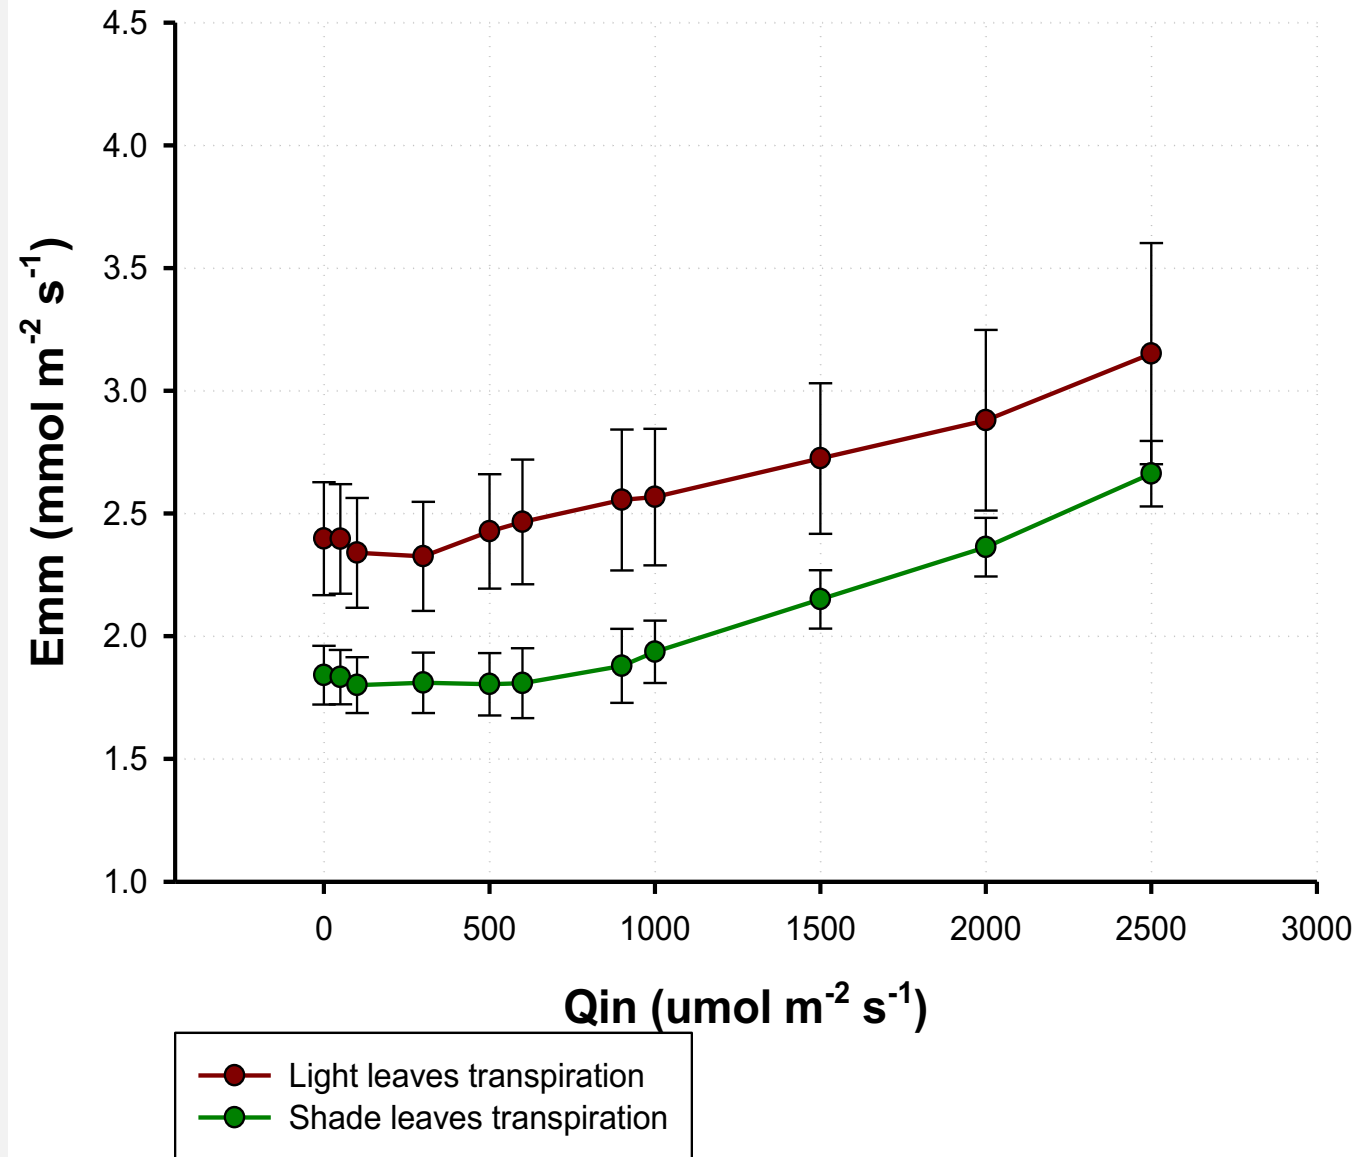 4.5
4.0
3.5
3.0
2.5
2.0
1.5
1.0
Emm (mmol m⁻² s⁻¹)
0 500 1000 1500 2000 2500 3000
Qin (umol m⁻² s⁻¹)
Light leaves transpiration
Shade leaves transpiration